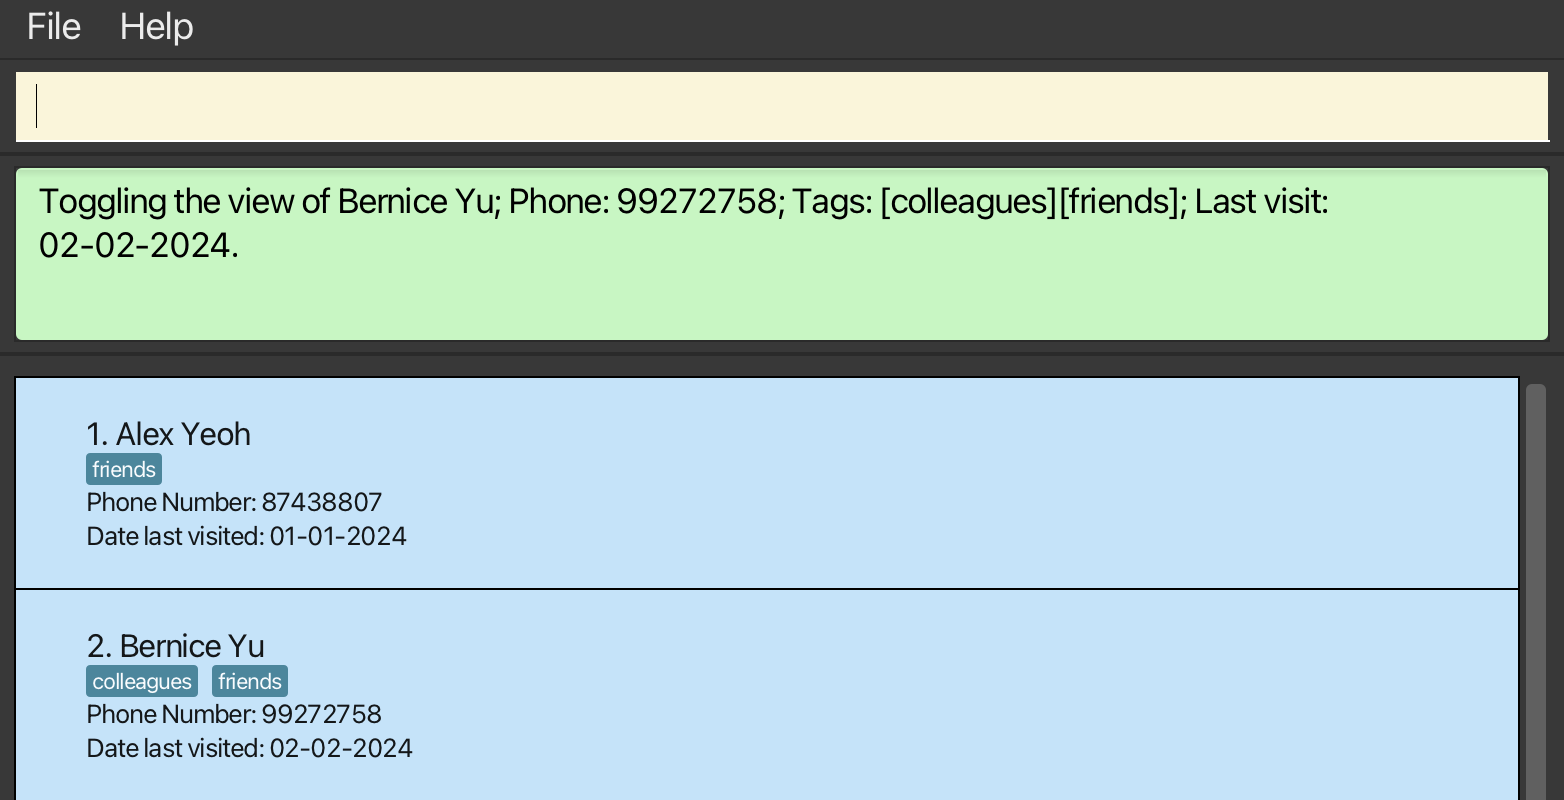 File Help
Toggling the view of Bernice Yu; Phone: 99272758; Tags: [colleagues][friends]; Last visit:
02-02-2024.
1. Alex Yeoh
friends
Phone Number: 87438807
Date last visited: 01-01-2024
2. Bernice Yu
colleagues friends
Phone Number: 99272758
Date last visited: 02-02-2024